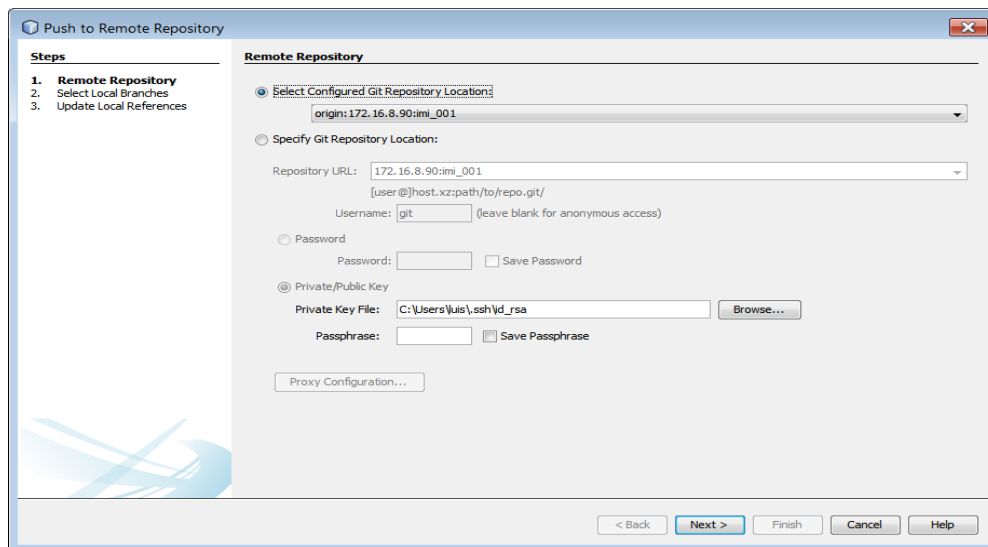 Push to Remote Repository
Steps
1. Remote Repository
2. Select Local Branches
3. Update Local References
Remote Repository
Select Configured Git Repository Location:
origin:172.16.8.90:imi_001
Specify Git Repository Location:
Repository URL: 172.16.8.90:imi_001
[user@]host.xz:path/to/repo.git/
Username: git (leave blank for anonymous access)
Password
Password: Save Password
Private/Public Key
Private Key File: C:\Users\luis\.ssh\id_rsa Browse...
Passphrase: Save Passphrase
Proxy Configuration...
< Back Next > Finish Cancel Help